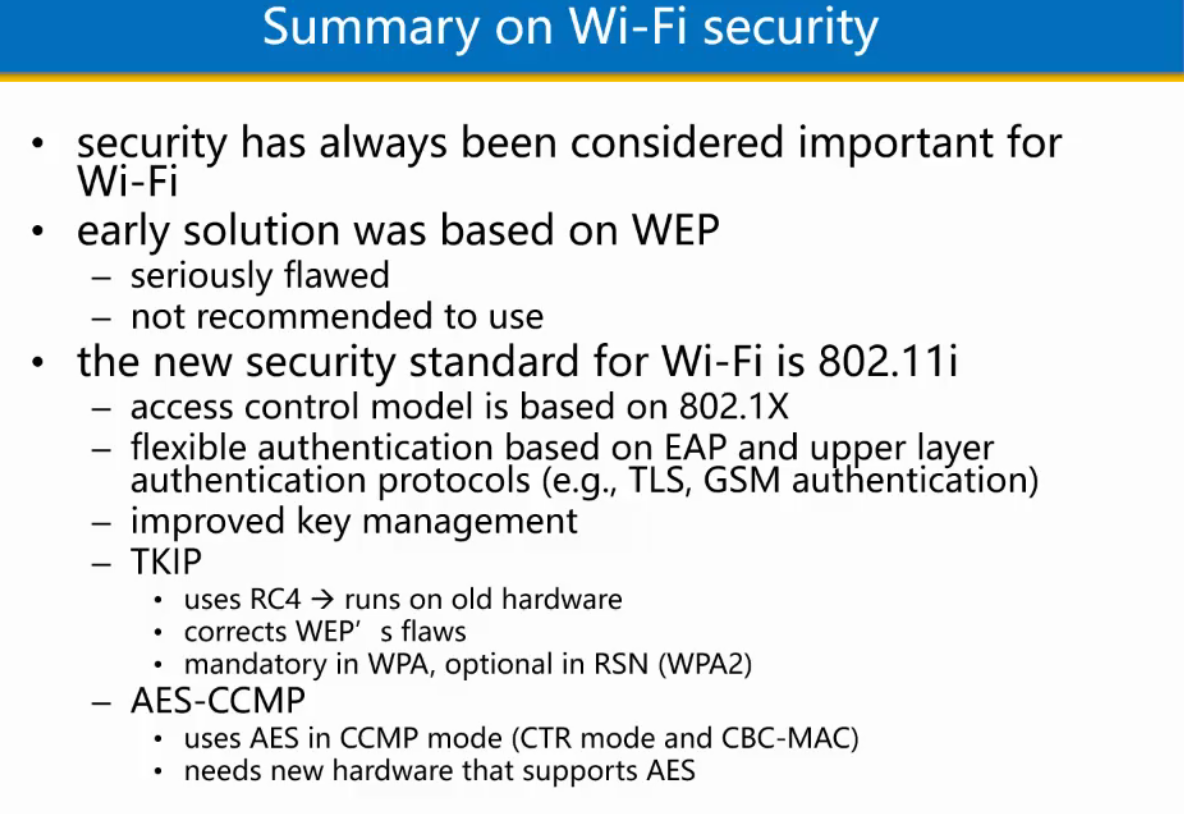 Summary on Wi-Fi security
• security has always been considered important for
Wi-Fi
• early solution was based on WEP
– seriously flawed
– not recommended to use
• the new security standard for Wi-Fi is 802.11i
– access control model is based on 802.1X
– flexible authentication based on EAP and upper layer
authentication protocols (e.g., TLS, GSM authentication)
– improved key management
– TKIP
• uses RC4 → runs on old hardware
• corrects WEP’ s flaws
• mandatory in WPA, optional in RSN (WPA2)
– AES-CCMP
• uses AES in CCMP mode (CTR mode and CBC-MAC)
• needs new hardware that supports AES